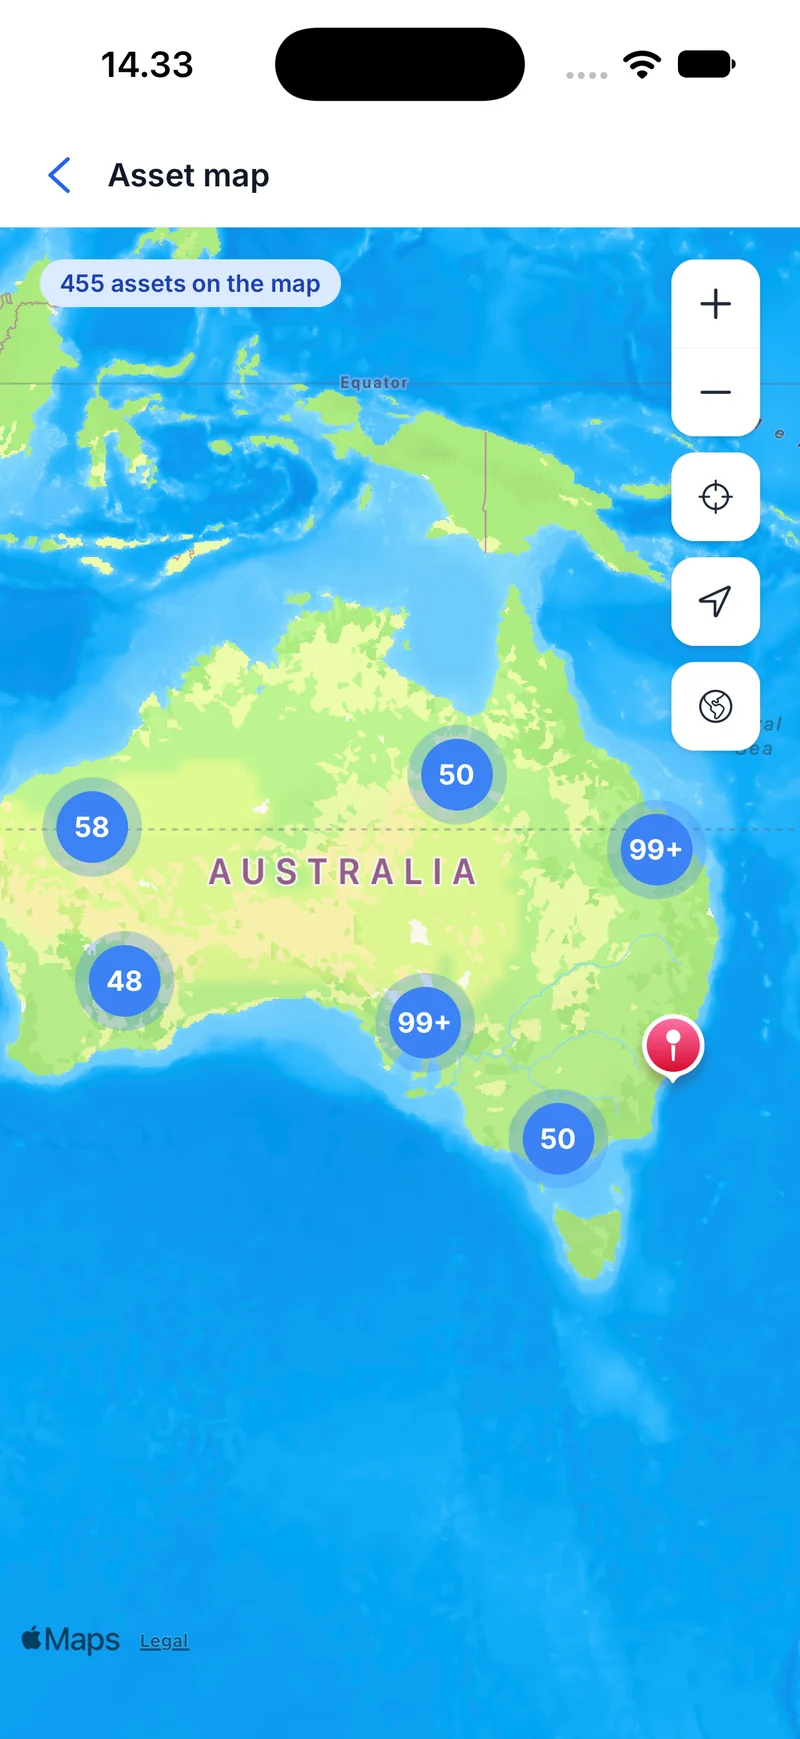 14.33
Asset map
455 assets on the map
Equator
50
58
99+
AUSTRALIA
48
99+
50
Maps Legal